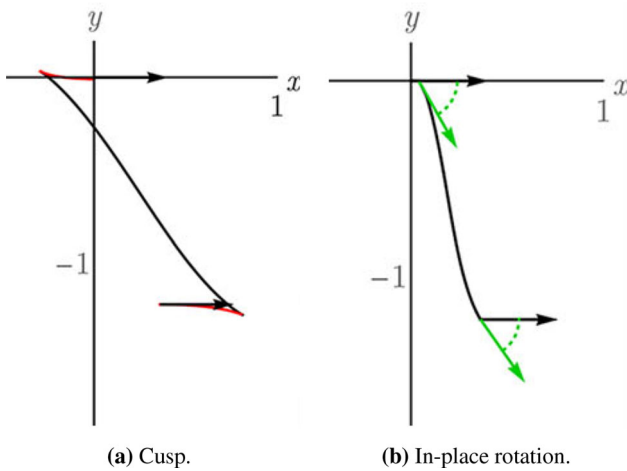 y
x
1
-1
(a) Cusp.
y
x
1
-1
(b) In-place rotation.